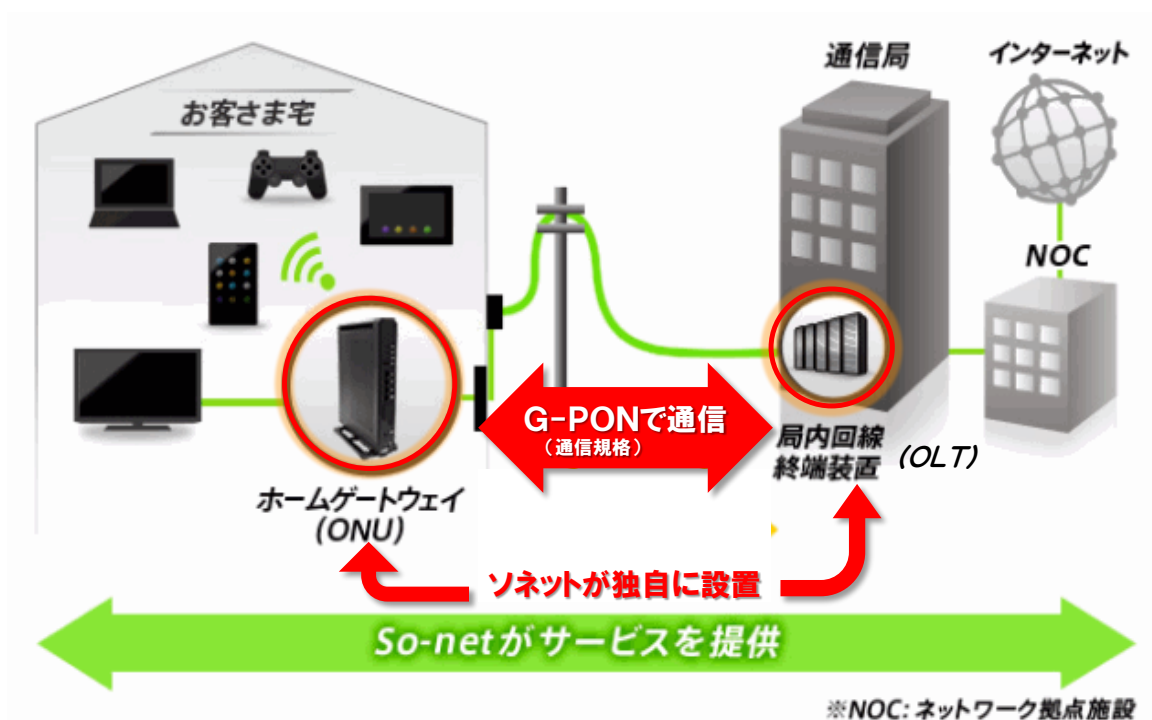 通信局
インターネット
お客さま宅
NOC
G-PONで通信
（通信規格）
局内回線
終端装置
(OLT)
ホームゲートウェイ
(ONU)
ソネットが独自に設置
So-netがサービスを提供
※NOC: ネットワーク拠点施設